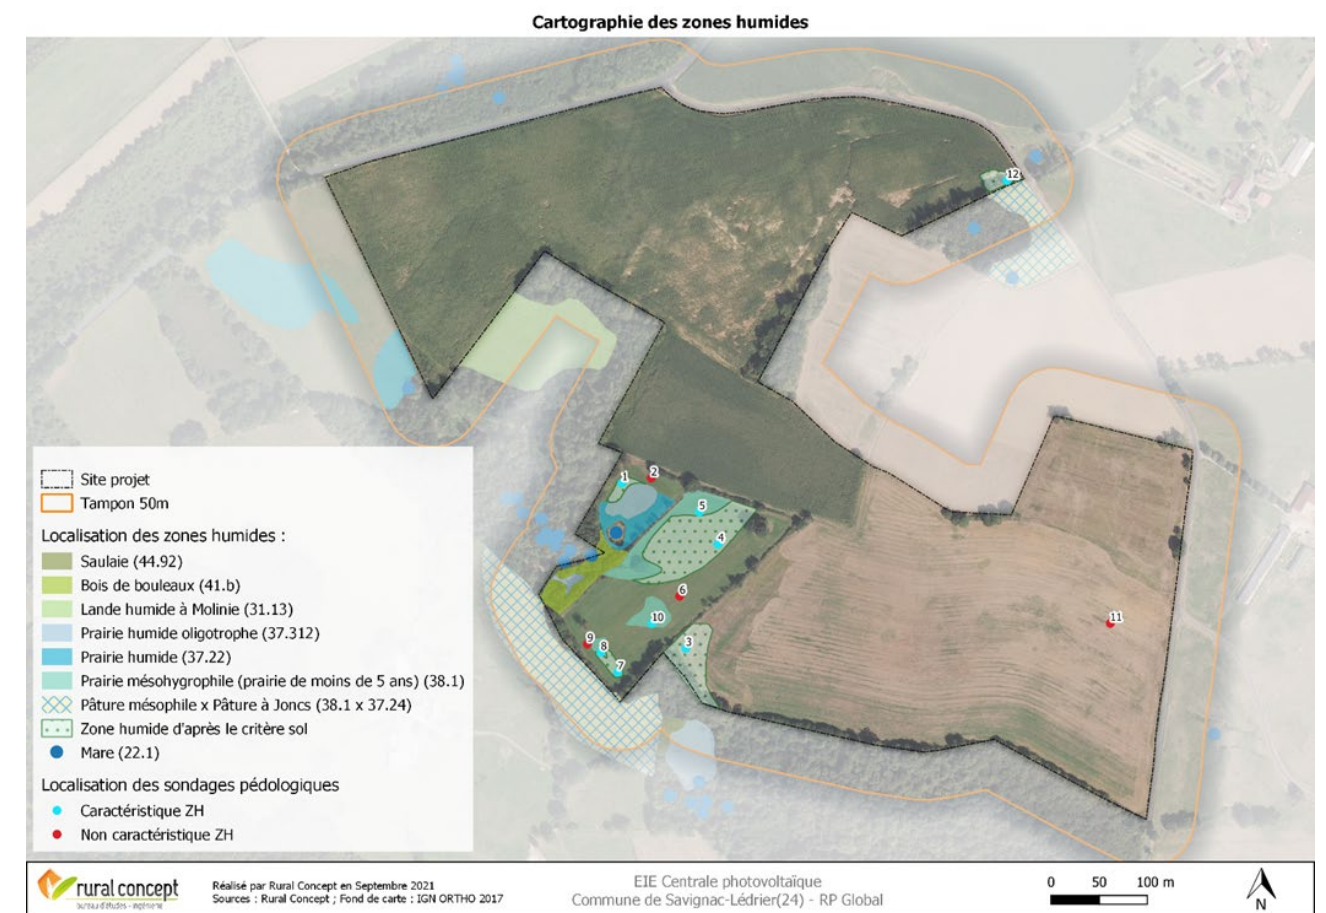 Cartographie des zones humides
12
1
2
5
4
6
10
9
8
3
7
11
Site projet
Tampon 50m
Localisation des zones humides :
Saulaie (44.92)
Bois de bouleaux (41.b)
Lande humide à Molinie (31.13)
Prairie humide oligotrophe (37.312)
Prairie humide (37.22)
Prairie mésohygrophile (prairie de moins de 5 ans) (38.1)
Pâture mésophile x Pâture à Joncs (38.1 x 37.24)
Zone humide d'après le critère sol
Mare (22.1)
Localisation des sondages pédologiques
Caractéristique ZH
Non caractéristique ZH
rural concept
bureau d'études - ingénierie
Réalisé par Rural Concept en Septembre 2021
Sources : Rural Concept ; Fond de carte : IGN ORTHO 2017
EIE Centrale photovoltaïque
Commune de Savignac-Lédrier(24) - RP Global
0 50 100 m
N